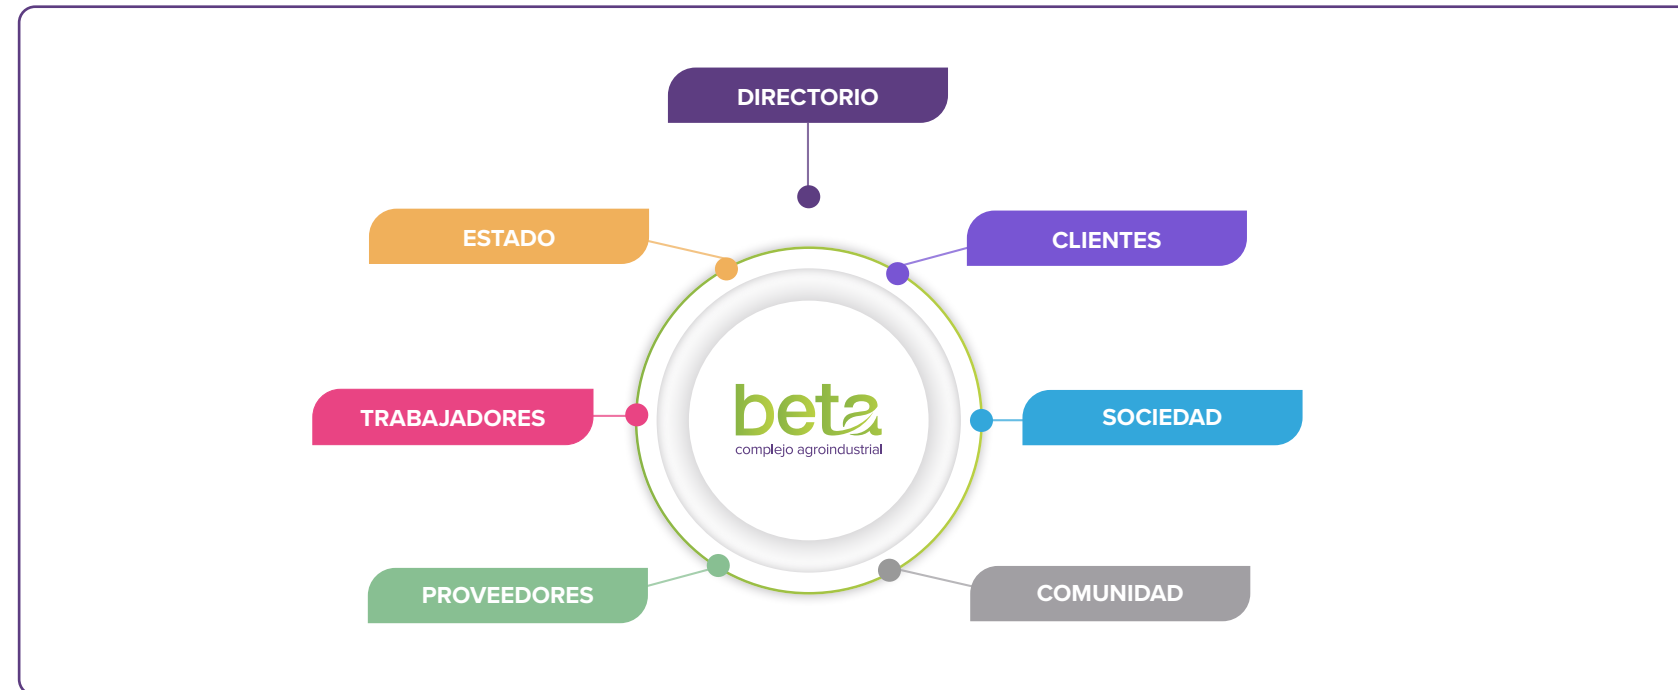 DIRECTORIO
ESTADO
CLIENTES
TRABAJADORES
beta
complejo agroindustrial
SOCIEDAD
PROVEEDORES
COMUNIDAD